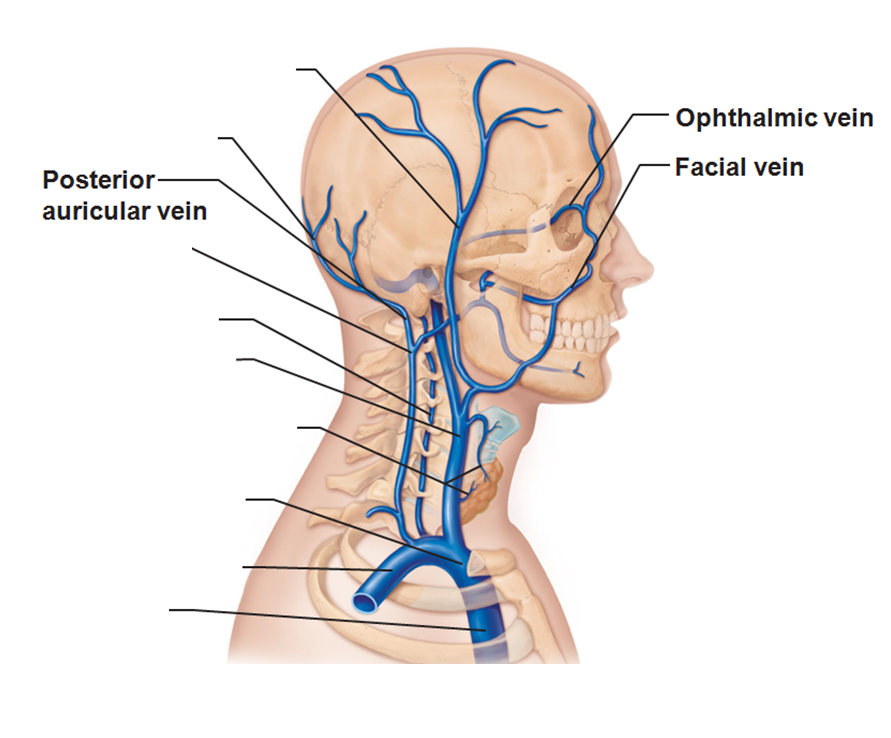 Ophthalmic vein
Facial vein
Posterior
auricular vein